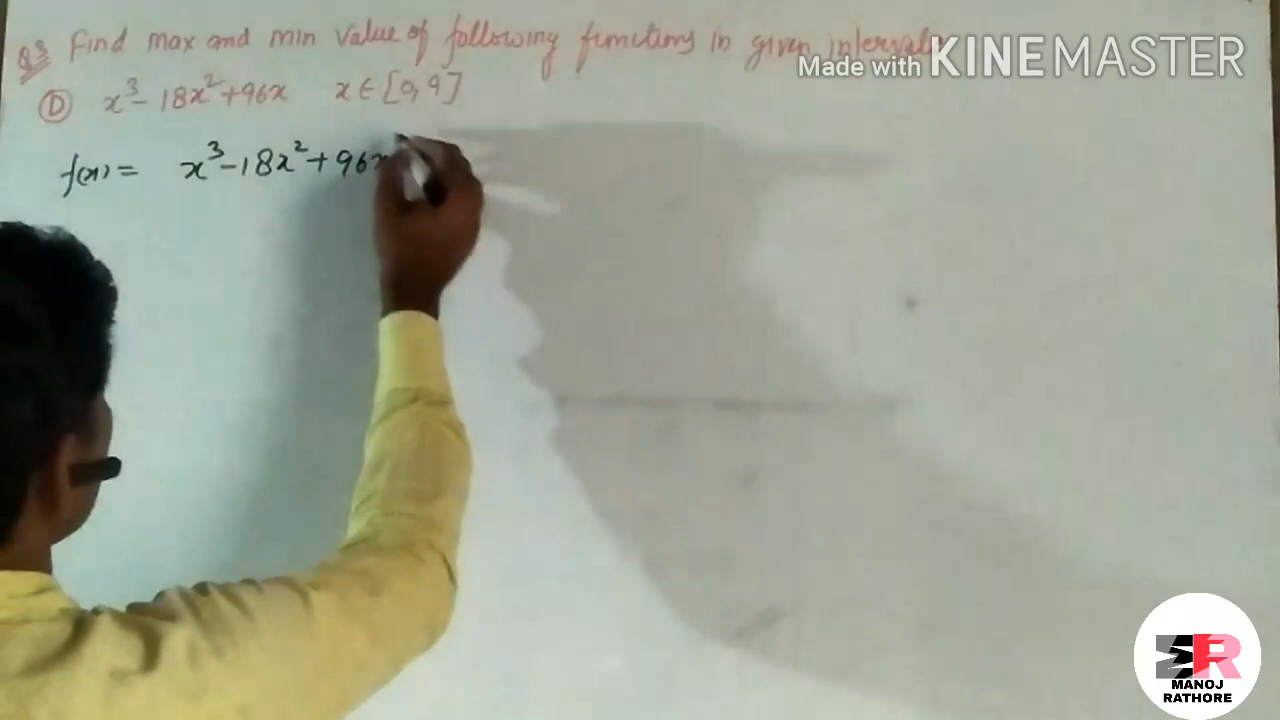 Q3 Find max and min value of following functions in given intervals
Made with KINEMASTER
① x³ - 18x² + 96x x ∈ [0, 9]
f(x) = x³ - 18x² + 96x
MANOJ
RATHORE